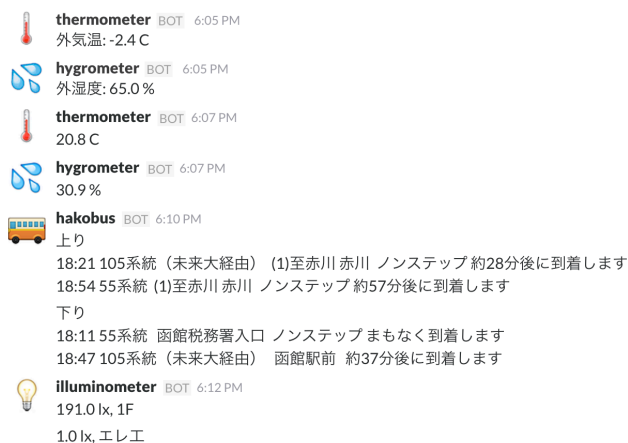 thermometer BOT 6:05 PM
外気温: -2.4 C
hygrometer BOT 6:05 PM
外湿度: 65.0 %
thermometer BOT 6:07 PM
20.8 C
hygrometer BOT 6:07 PM
30.9 %
hakobus BOT 6:10 PM
上り
18:21 105系統（未来大経由） (1)至赤川 赤川 ノンステップ 約28分後に到着します
18:54 55系統 (1)至赤川 赤川 ノンステップ 約57分後に到着します
下り
18:11 55系統 函館税務署入口 ノンステップ まもなく到着します
18:47 105系統（未来大経由） 函館駅前 約37分後に到着します
illuminometer BOT 6:12 PM
191.0 lx, 1F
1.0 lx, エレ工